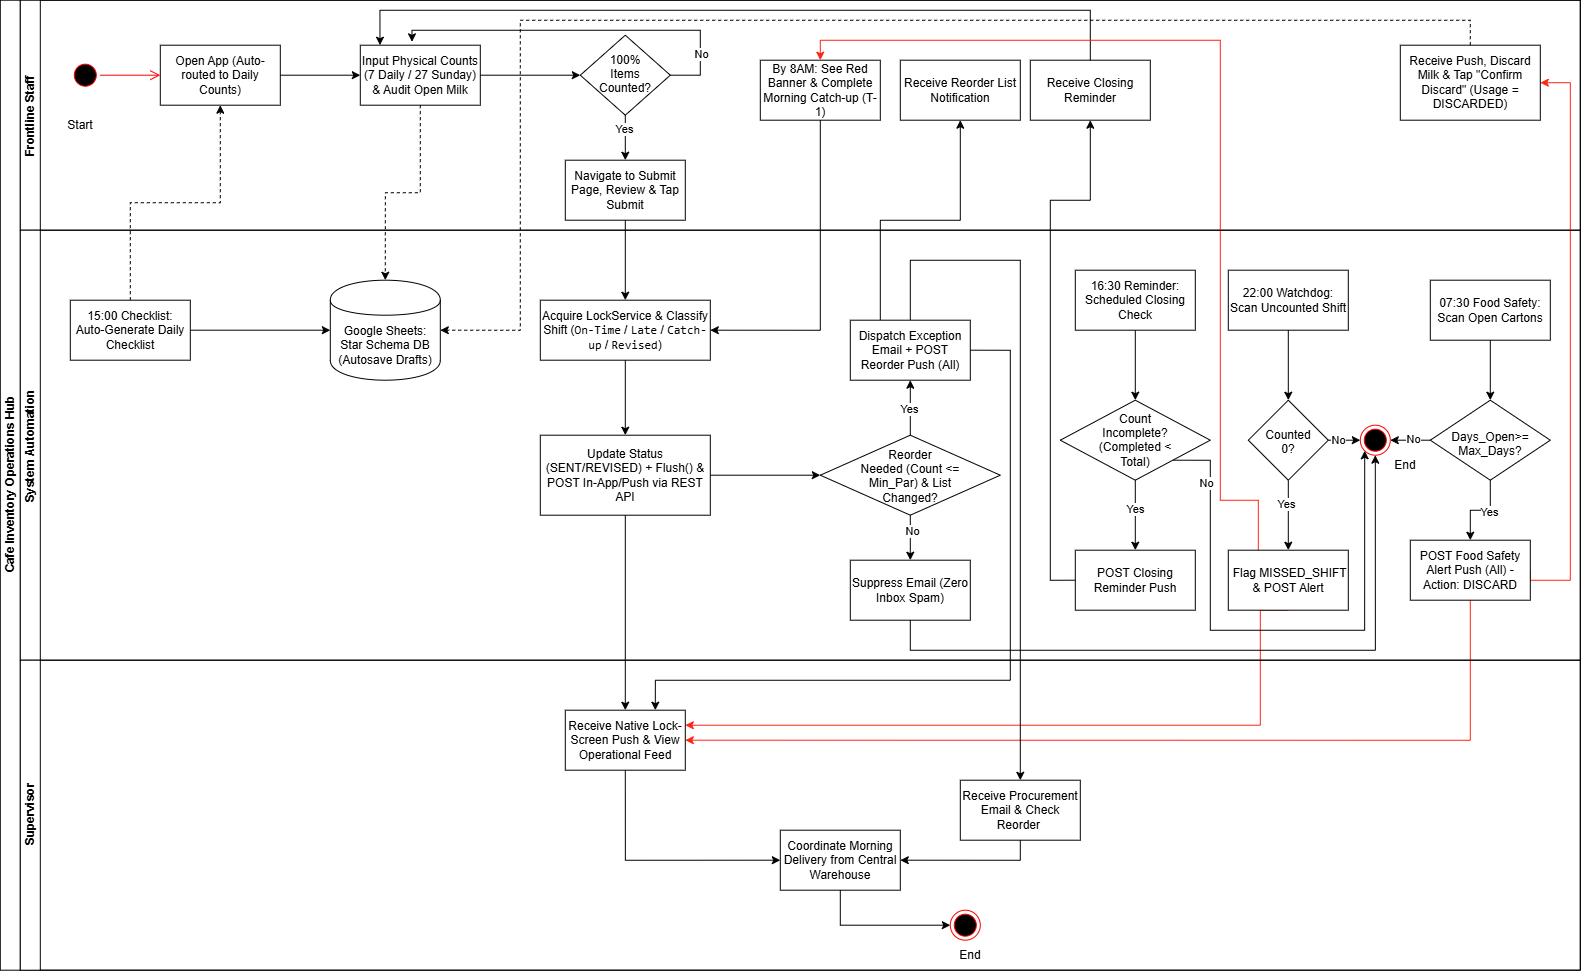 Cafe Inventory Operations Hub
Frontline Staff
Start
Open App (Auto-
routed to Daily
Counts)
Input Physical Counts
(7 Daily / 27 Sunday)
& Audit Open Milk
100%
Items
Counted?
No
Yes
Navigate to Submit
Page, Review & Tap
Submit
By 8AM: See Red
Banner & Complete
Morning Catch-up (T-
1)
Receive Reorder List
Notification
Receive Closing
Reminder
Receive Push, Discard
Milk & Tap "Confirm
Discard" (Usage =
DISCARDED)
System Automation
15:00 Checklist:
Auto-Generate Daily
Checklist
Google Sheets:
Star Schema DB
(Autosave Drafts)
Acquire LockService & Classify
Shift (On-Time / Late / Catch-
up / Revised)
Update Status
(SENT/REVISED) + Flush() &
POST In-App/Push via REST
API
Dispatch Exception
Email + POST
Reorder Push (All)
Yes
Reorder
Needed (Count <=
Min_Par) & List
Changed?
No
Suppress Email (Zero
Inbox Spam)
16:30 Reminder:
Scheduled Closing
Check
Count
Incomplete?
(Completed <
Total)
No
Yes
POST Closing
Reminder Push
22:00 Watchdog:
Scan Uncounted Shift
Counted
0?
No
Yes
Flag MISSED_SHIFT
& POST Alert
End
07:30 Food Safety:
Scan Open Cartons
Days_Open>=
Max_Days?
No
Yes
POST Food Safety
Alert Push (All) -
Action: DISCARD
Supervisor
Receive Native Lock-
Screen Push & View
Operational Feed
Receive Procurement
Email & Check
Reorder
Coordinate Morning
Delivery from Central
Warehouse
End